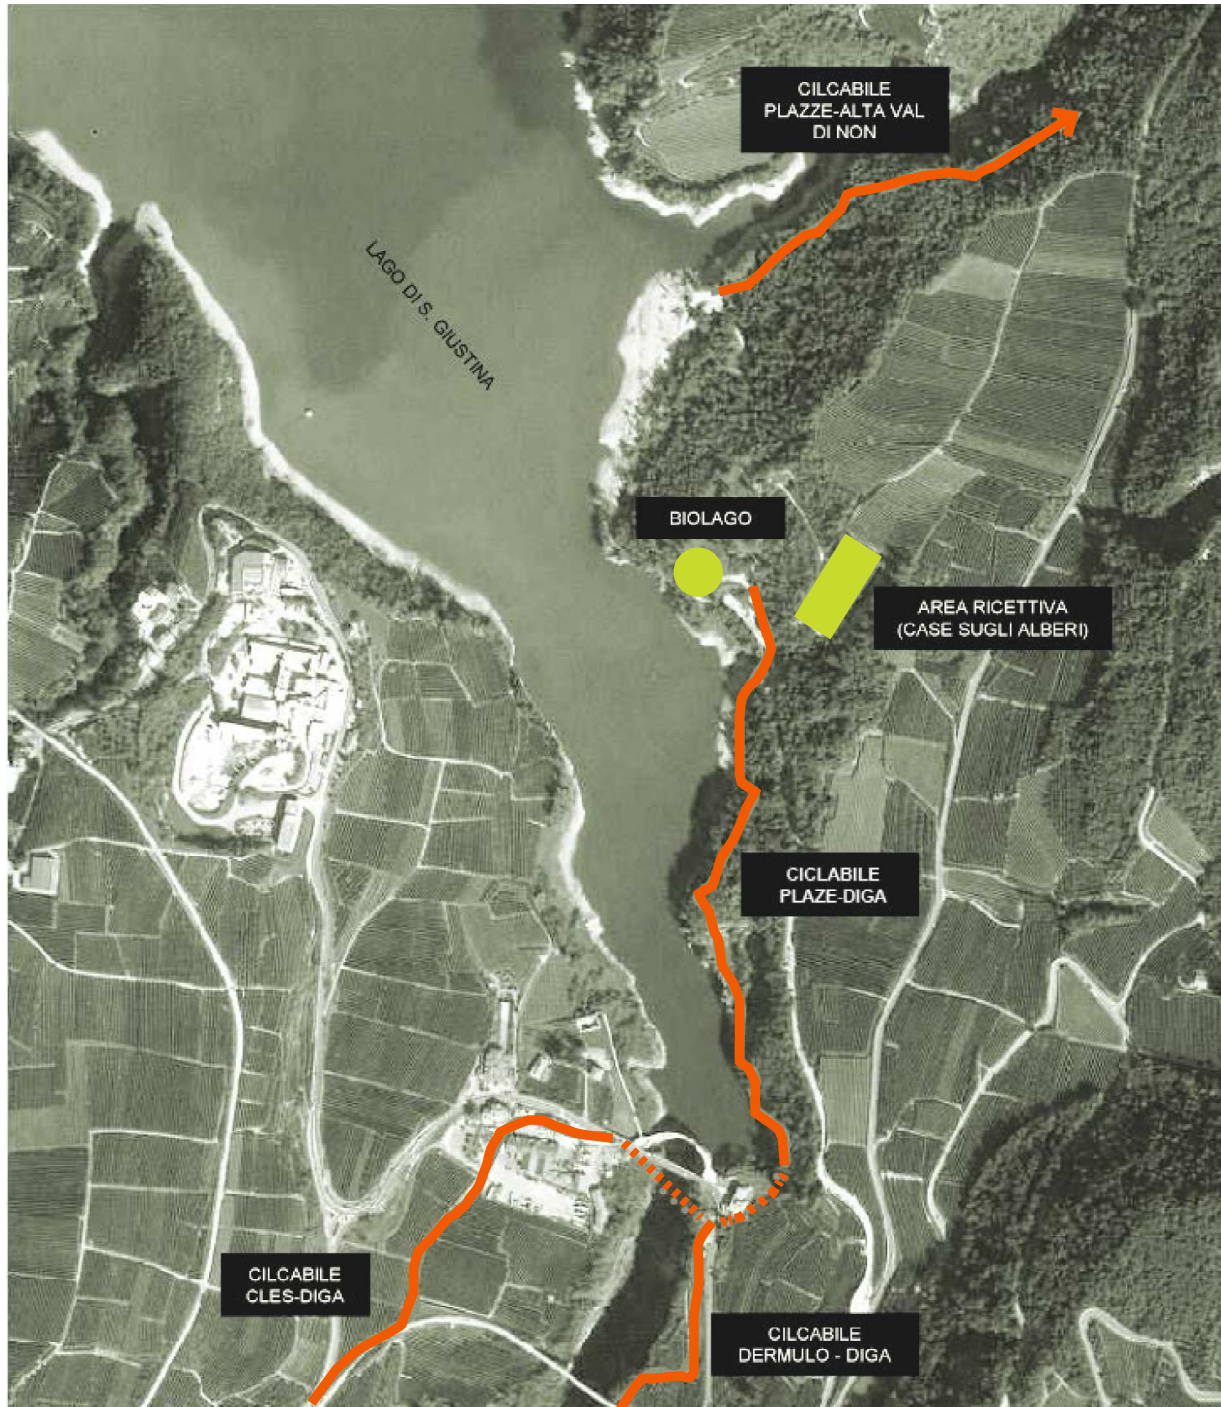 CILCABILE
PLAZZE-ALTA VAL
DI NON
LAGO DI S. GIUSTINA
BIOLAGO
AREA RICETTIVA
(CASE SUGLI ALBERI)
CICLABILE
PLAZE-DIGA
CILCABILE
CLES-DIGA
CILCABILE
DERMULO - DIGA